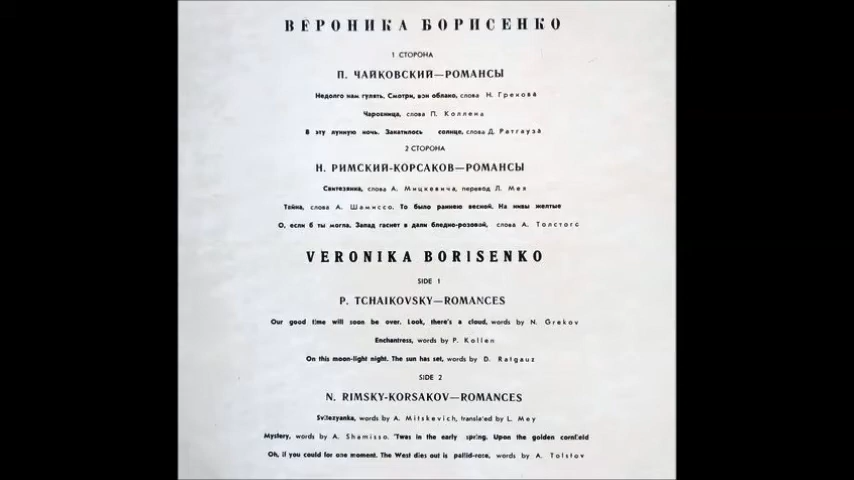 ВЕРОНИКА БОРИСЕНКО
1 СТОРОНА
П. ЧАЙКОВСКИЙ—РОМАНСЫ
Недолго нам гулять. Смотри, вон облако, слова Н. Грекова
Чаровница, слова П. Коллена
В эту лунную ночь. Закатилось солнце, слова Д. Ратгауза
2 СТОРОНА
Н. РИМСКИЙ-КОРСАКОВ—РОМАНСЫ
Свитезянка, слова А. Мицкевича, перевод Л. Мея
Тайна, слова А. Шамиссо. То было раннею весной. На нивы желтые
О, если б ты могла. Запад гаснет в дали бледно-розовой, слова А. Толстого
VERONIKA BORISENKO
SIDE 1
P. TCHAIKOVSKY—ROMANCES
Our good time will soon be over. Look, there's a cloud, words by N. Grekov
Enchantress, words by P. Kollen
On this moon-light night. The sun has set, words by D. Ratgauz
SIDE 2
N. RIMSKY-KORSAKOV—ROMANCES
Svitezyanka, words by A. Mitskevich, translated by L. Mey
Mystery, words by A. Shamisso. 'Twas in the early spring. Upon the golden cornfield
Oh, if you could for one moment. The West dies out is pallid-rose, words by A. Tolstov